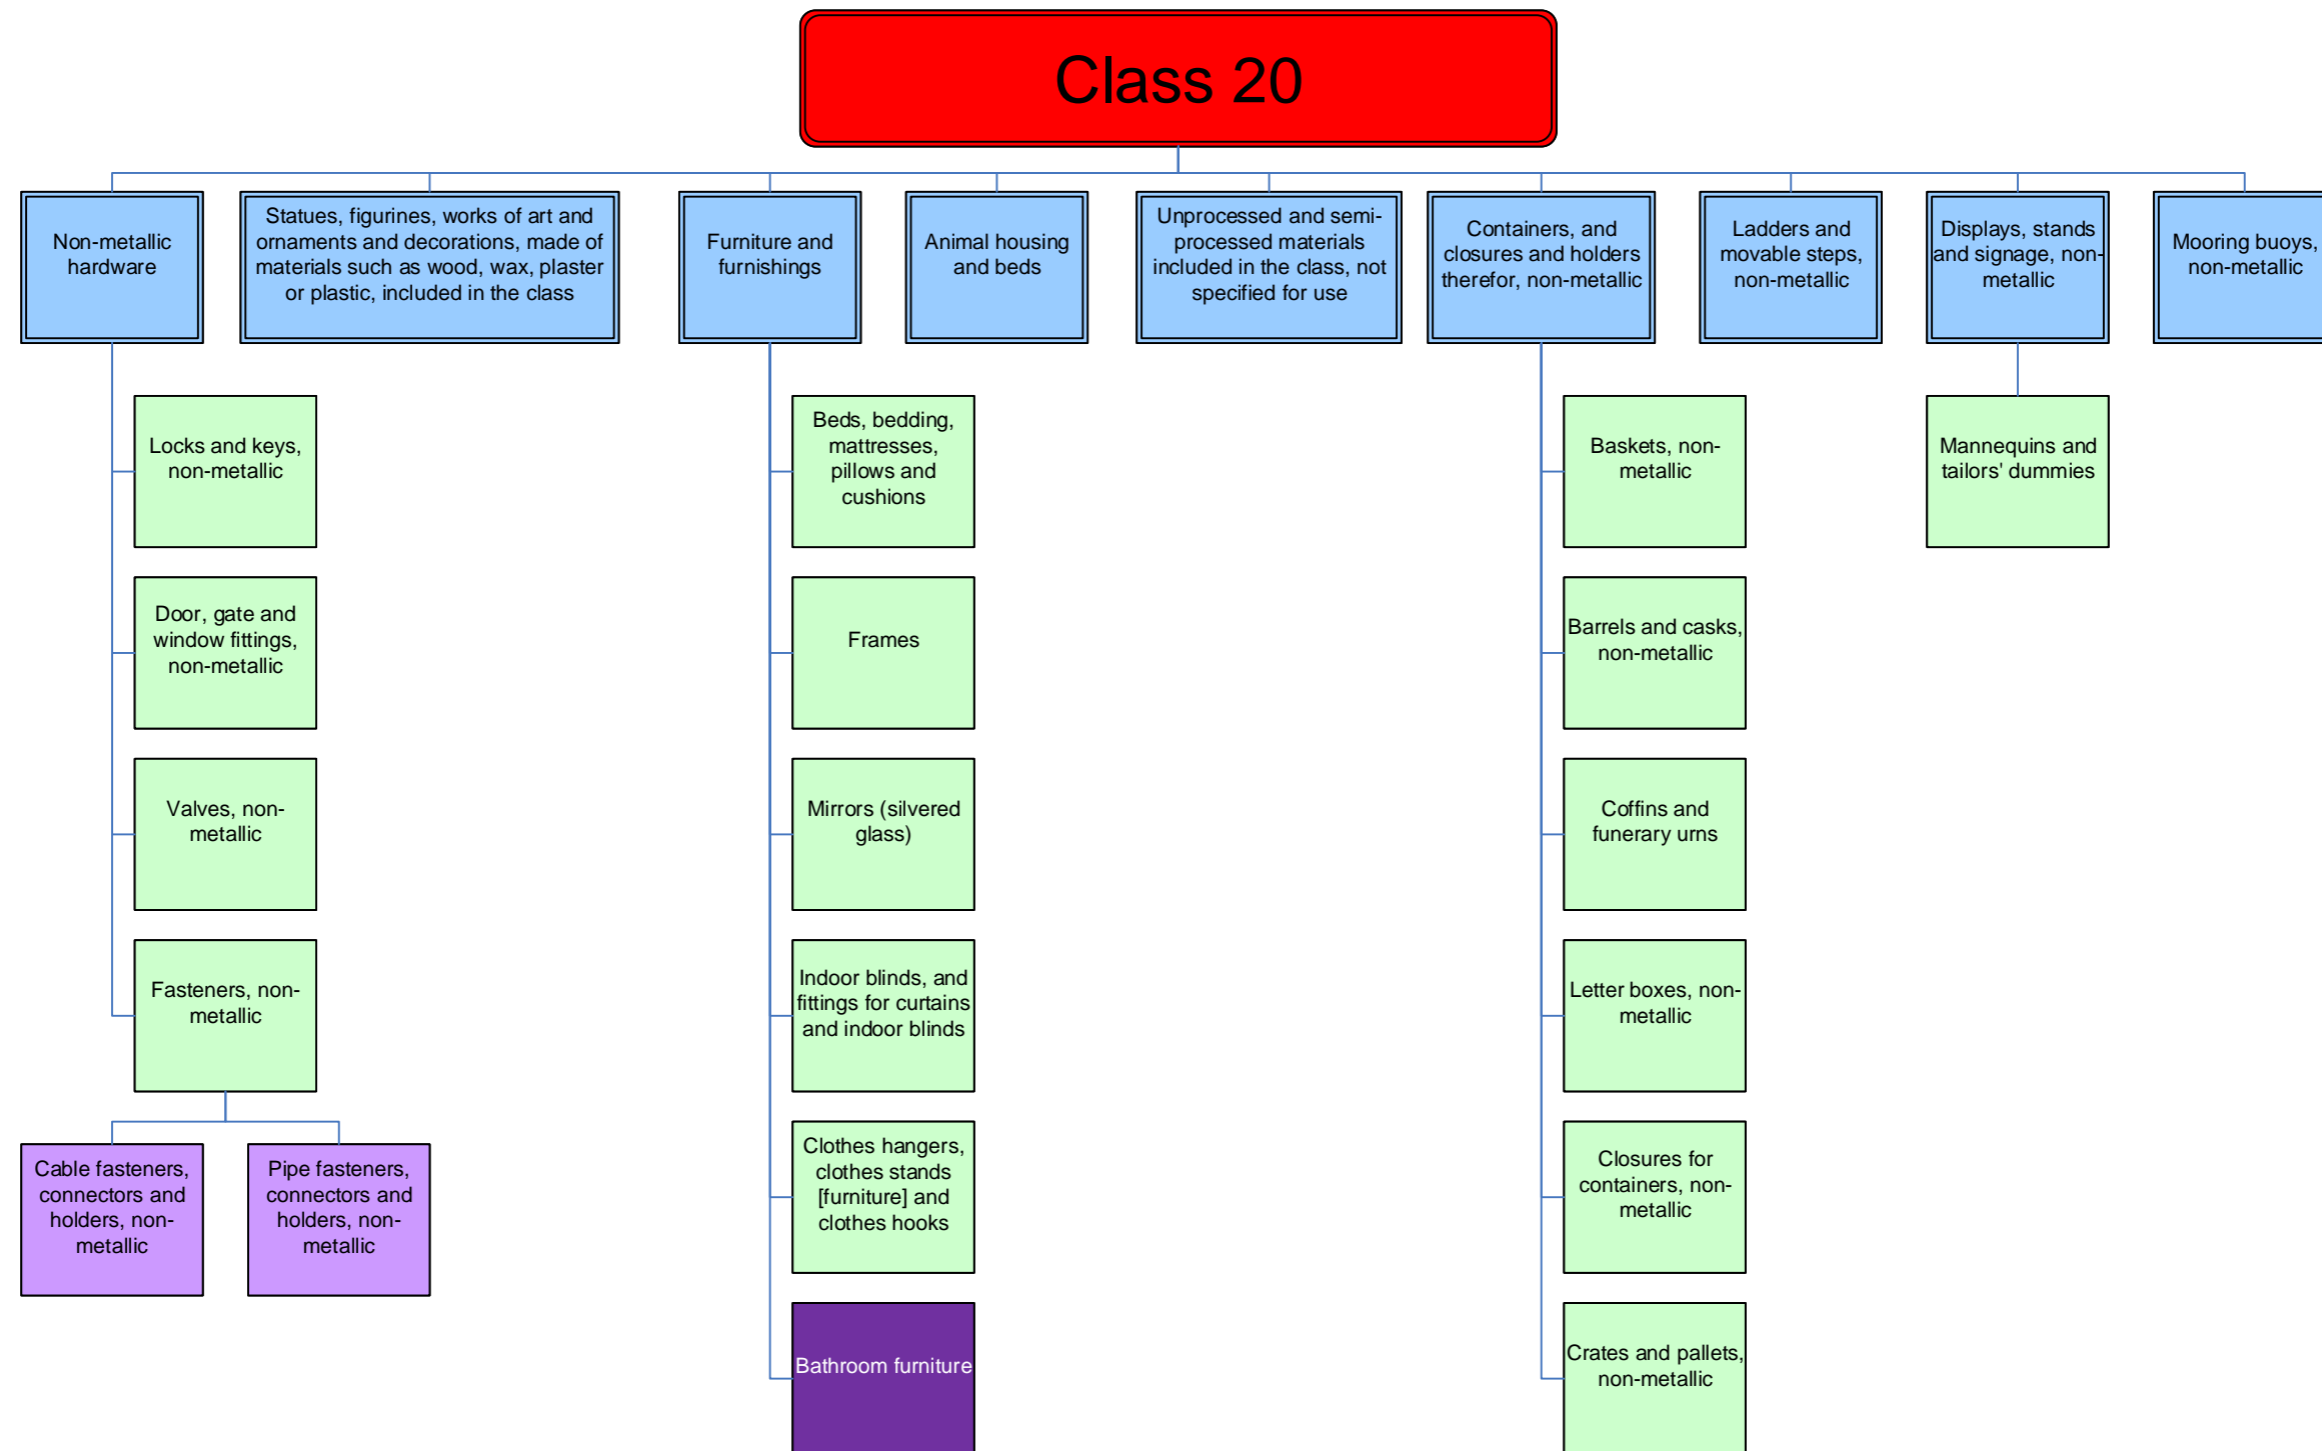 Class 20
Non-metallic
hardware
Statues, figurines, works of art and
ornaments and decorations, made of
materials such as wood, wax, plaster
or plastic, included in the class
Furniture and
furnishings
Animal housing
and beds
Unprocessed and semi-
processed materials
included in the class, not
specified for use
Containers, and
closures and holders
therefor, non-metallic
Ladders and
movable steps,
non-metallic
Displays, stands
and signage, non-
metallic
Mooring buoys,
non-metallic
Locks and keys,
non-metallic
Door, gate and
window fittings,
non-metallic
Valves, non-
metallic
Fasteners, non-
metallic
Cable fasteners,
connectors and
holders, non-
metallic
Pipe fasteners,
connectors and
holders, non-
metallic
Beds, bedding,
mattresses,
pillows and
cushions
Frames
Mirrors (silvered
glass)
Indoor blinds, and
fittings for curtains
and indoor blinds
Clothes hangers,
clothes stands
[furniture] and
clothes hooks
Bathroom furniture
Baskets, non-
metallic
Barrels and casks,
non-metallic
Coffins and
funerary urns
Letter boxes, non-
metallic
Closures for
containers, non-
metallic
Crates and pallets,
non-metallic
Mannequins and
tailors' dummies